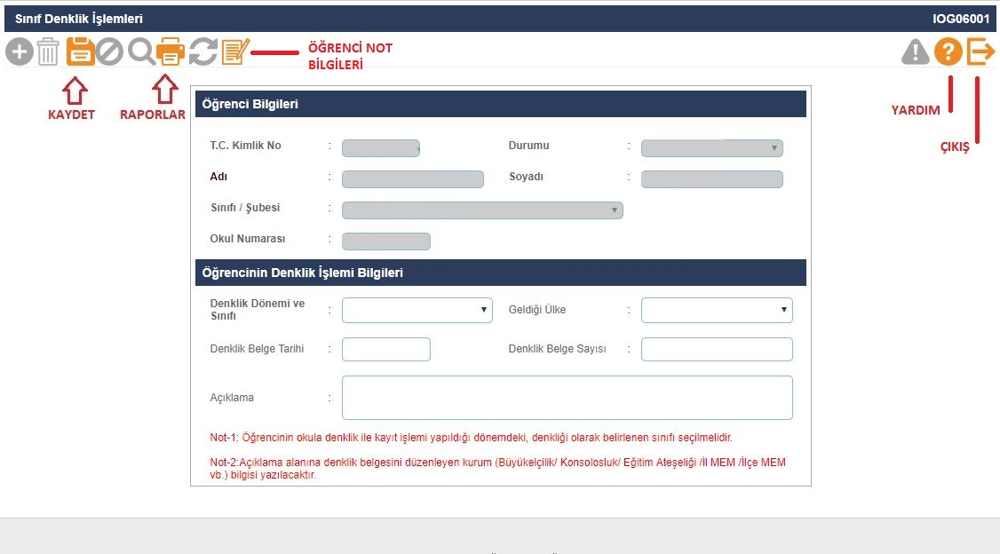 Sınıf Denklik İşlemleri IOG06001
ÖĞRENCİ NOT
BİLGİLERİ
KAYDET
RAPORLAR
YARDIM
ÇIKIŞ
Öğrenci Bilgileri
T.C. Kimlik No : Durumu :
Adı : Soyadı :
Sınıfı / Şubesi :
Okul Numarası :
Öğrencinin Denklik İşlemi Bilgileri
Denklik Dönemi ve
Sınıfı : Geldiği Ülke :
Denklik Belge Tarihi : Denklik Belge Sayısı :
Açıklama :
Not-1: Öğrencinin okula denklik ile kayıt işlemi yapıldığı dönemdeki, denkliği olarak belirlenen sınıfı seçilmelidir.
Not-2:Açıklama alanına denklik belgesini düzenleyen kurum (Büyükelçilik/ Konsolosluk/ Eğitim Ateşeliği /İl MEM /İlçe MEM
vb.) bilgisi yazılacaktır.